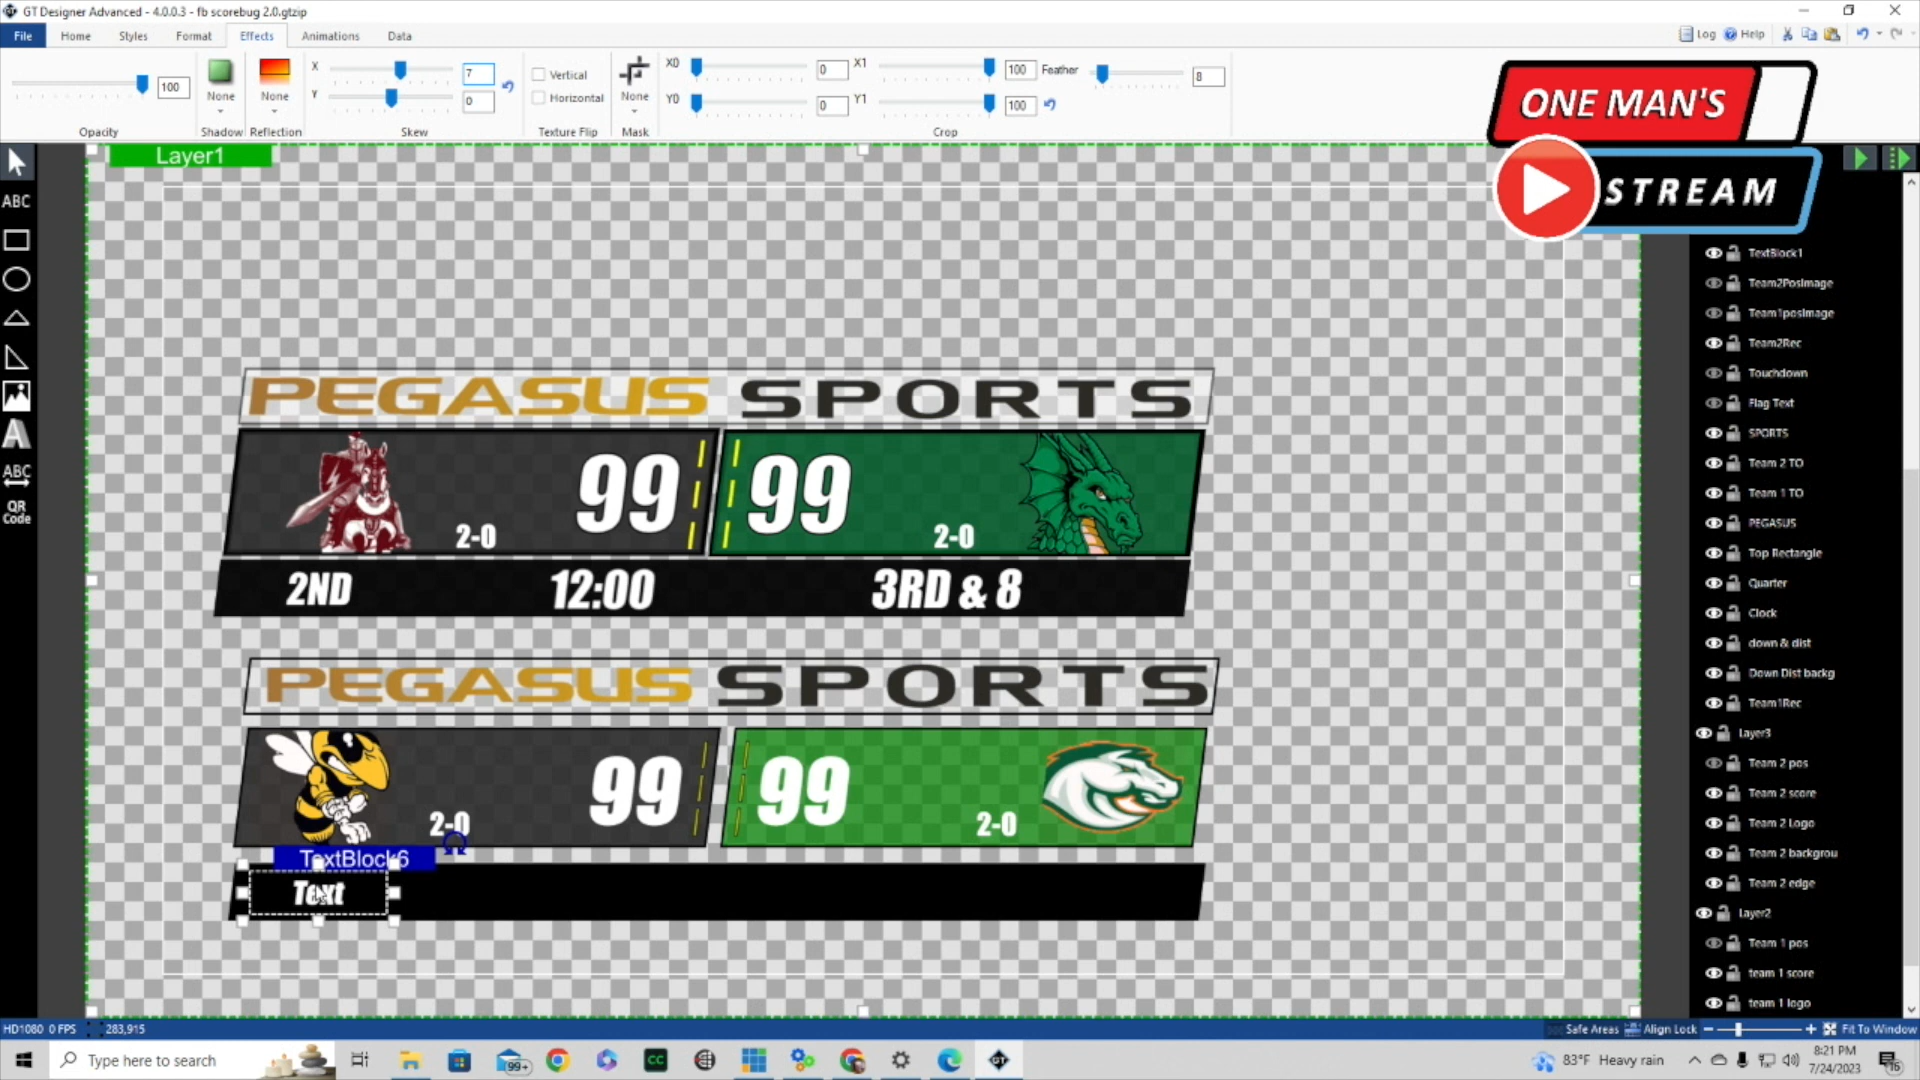 GT Designer Advanced - 4.0.0.3 - fb scorebug 2.0.gtzip
File Home Styles Format Effects Animations Data
Log Help
100
Opacity
None
Shadow
None
Reflection
X 7
Y 0
Skew
Vertical
Horizontal
Texture Flip
None
Mask
X0 0 X1 100 Feather 8
Y0 0 Y1 100
Crop
ONE MAN'S
STREAM
Layer1
ABC
ABC
QR
Code
PEGASUS SPORTS
99 99
2-0 2-0
2ND 12:00 3RD & 8
PEGASUS SPORTS
99 99
2-0 2-0
TextBlock6
Text
TextBlock1
Team2PosImage
Team1posImage
Team2Rec
Touchdown
Flag Text
SPORTS
Team 2 TO
Team 1 TO
PEGASUS
Top Rectangle
Quarter
Clock
down & dist
Down Dist backg
Team1Rec
Layer3
Team 2 pos
Team 2 score
Team 2 Logo
Team 2 backgrou
Team 2 edge
Layer2
Team 1 pos
team 1 score
team 1 logo
HD1080 0 FPS 283,915
Safe Areas Align Lock Fit To Window
Type here to search
99+
CC
GT
83°F Heavy rain
8:21 PM
7/24/2023
16